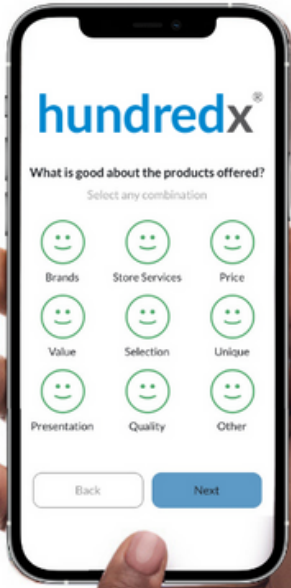 hundredx®
What is good about the products offered?
Select any combination
Brands Store Services Price
Value Selection Unique
Presentation Quality Other
Back Next